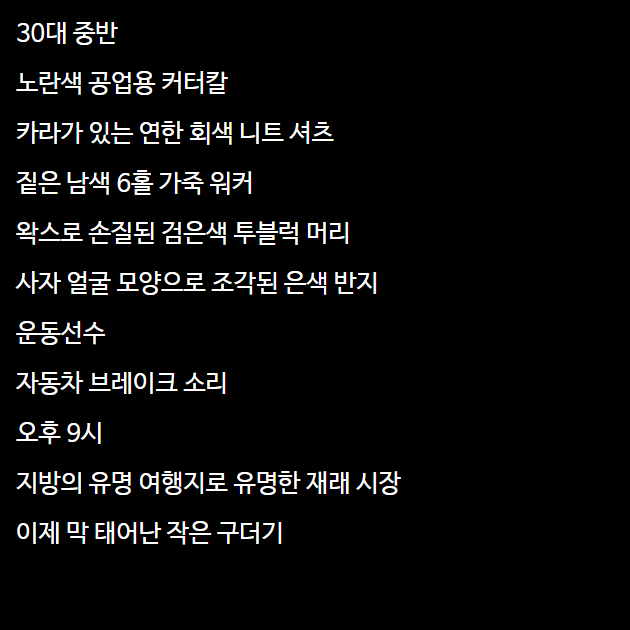 30대 중반
노란색 공업용 커터칼
카라가 있는 연한 회색 니트 셔츠
짙은 남색 6홀 가죽 워커
왁스로 손질된 검은색 투블럭 머리
사자 얼굴 모양으로 조각된 은색 반지
운동선수
자동차 브레이크 소리
오후 9시
지방의 유명 여행지로 유명한 재래 시장
이제 막 태어난 작은 구더기